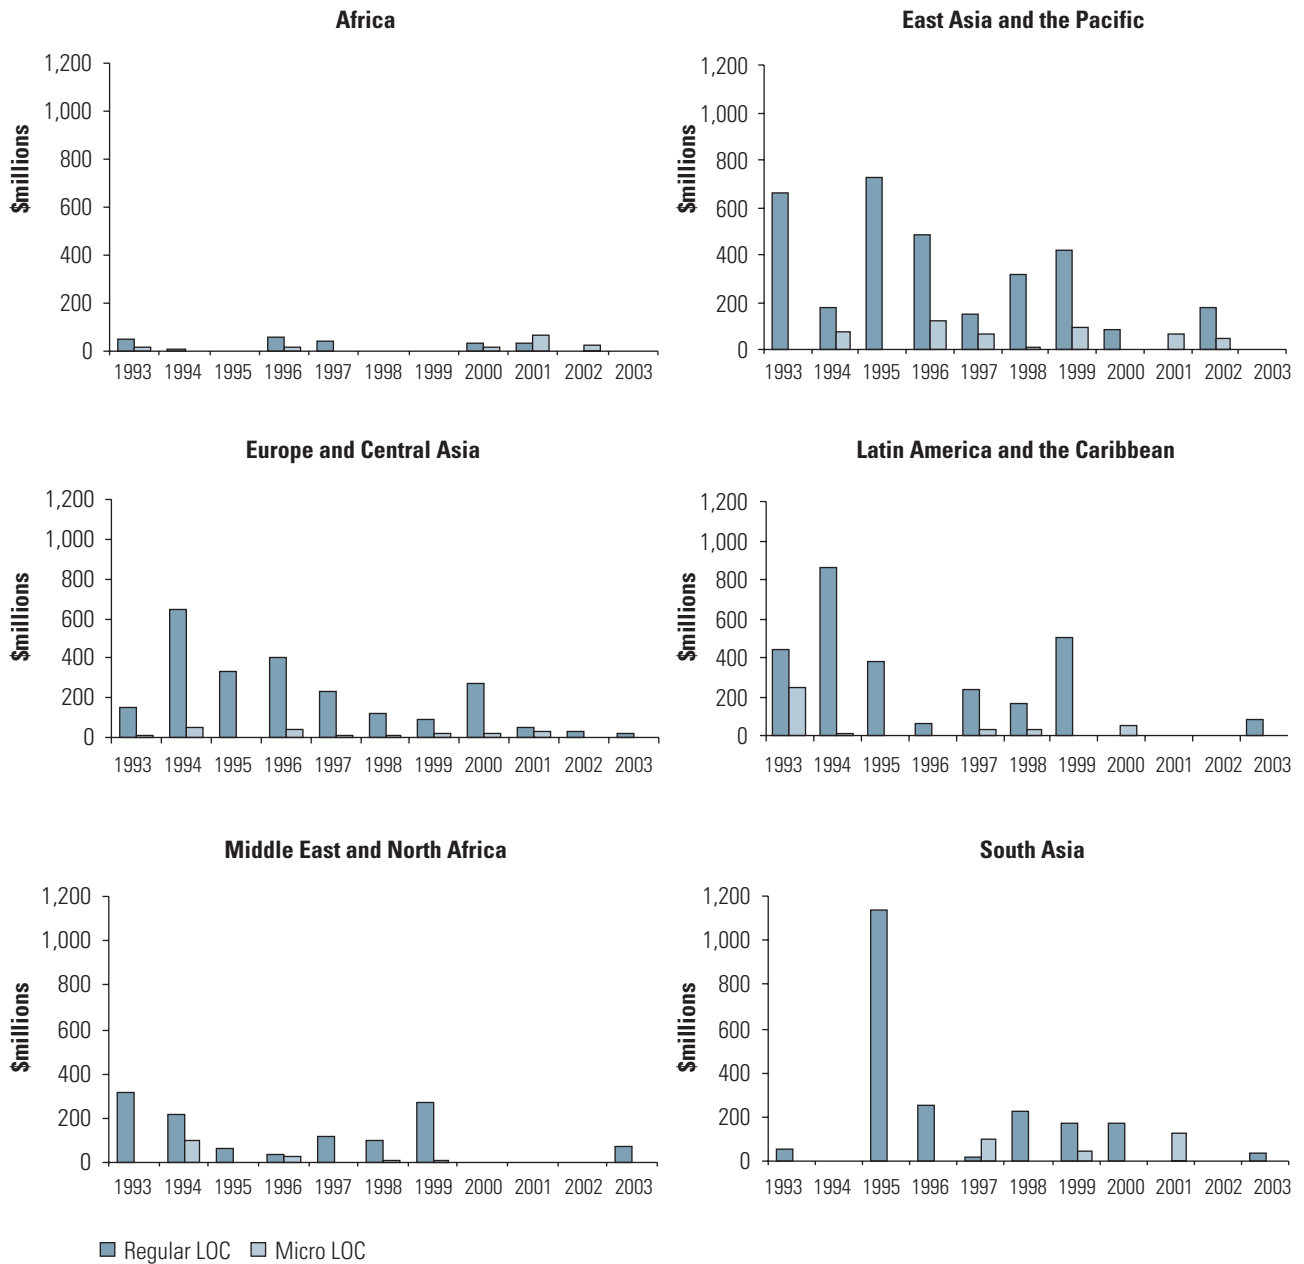 Africa
1,200
1,000
800
600
400
200
0
$millions
1993 1994 1995 1996 1997 1998 1999 2000 2001 2002 2003
East Asia and the Pacific
1,200
1,000
800
600
400
200
0
$millions
1993 1994 1995 1996 1997 1998 1999 2000 2001 2002 2003
Europe and Central Asia
1,200
1,000
800
600
400
200
0
$millions
1993 1994 1995 1996 1997 1998 1999 2000 2001 2002 2003
Latin America and the Caribbean
1,200
1,000
800
600
400
200
0
$millions
1993 1994 1995 1996 1997 1998 1999 2000 2001 2002 2003
Middle East and North Africa
1,200
1,000
800
600
400
200
0
$millions
1993 1994 1995 1996 1997 1998 1999 2000 2001 2002 2003
South Asia
1,200
1,000
800
600
400
200
0
$millions
1993 1994 1995 1996 1997 1998 1999 2000 2001 2002 2003
Regular LOC Micro LOC